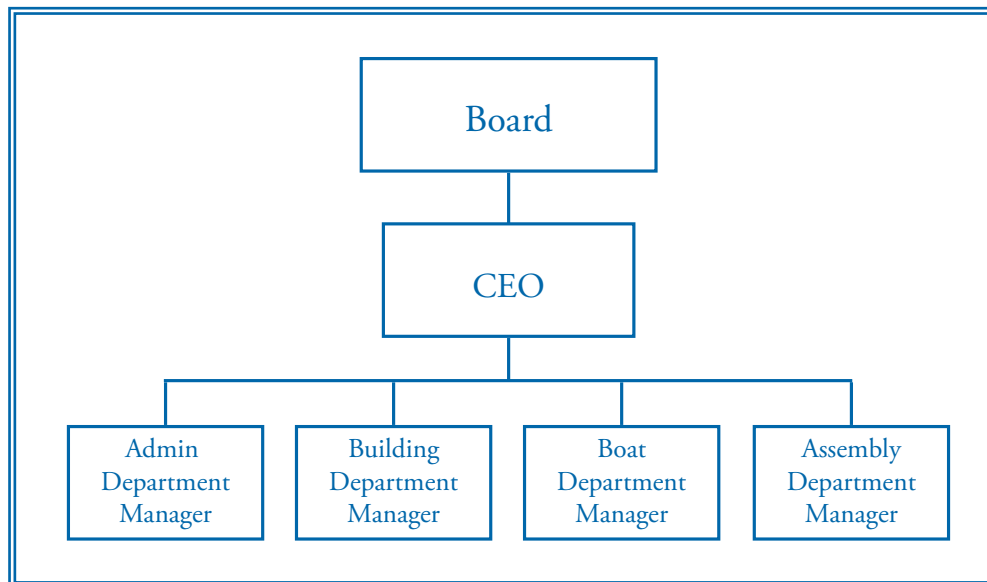 Board
CEO
Admin
Department
Manager
Building
Department
Manager
Boat
Department
Manager
Assembly
Department
Manager